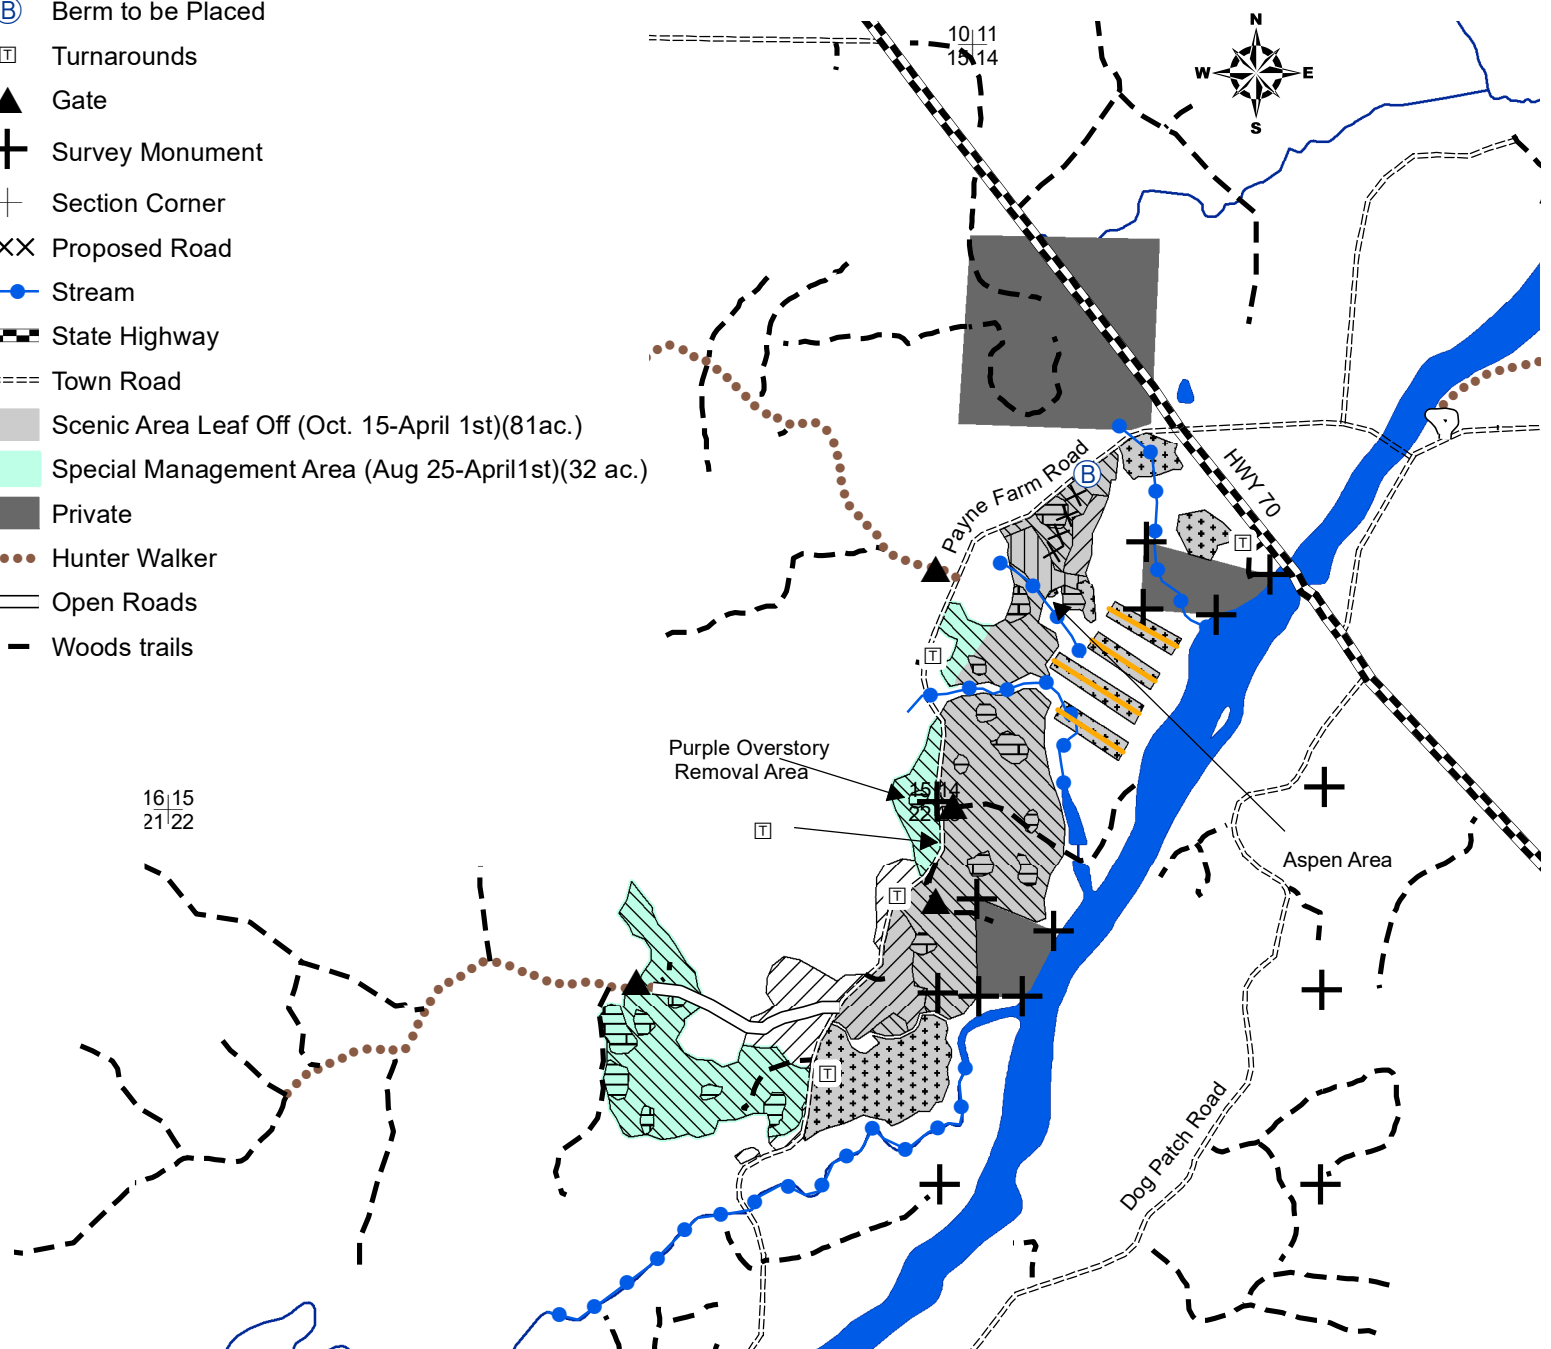 B Berm to be Placed
T Turnarounds
Gate
Survey Monument
Section Corner
Proposed Road
Stream
State Highway
Town Road
Scenic Area Leaf Off (Oct. 15-April 1st)(81ac.)
Special Management Area (Aug 25-April1st)(32 ac.)
Private
Hunter Walker
Open Roads
Woods trails
10 11
15 14
N
W E
S
HWY 70
Payne Farm Road
B
T
T
Purple Overstory
Removal Area
15 14
22
16 15
21 22
T
T
Aspen Area
T
Dog Patch Road